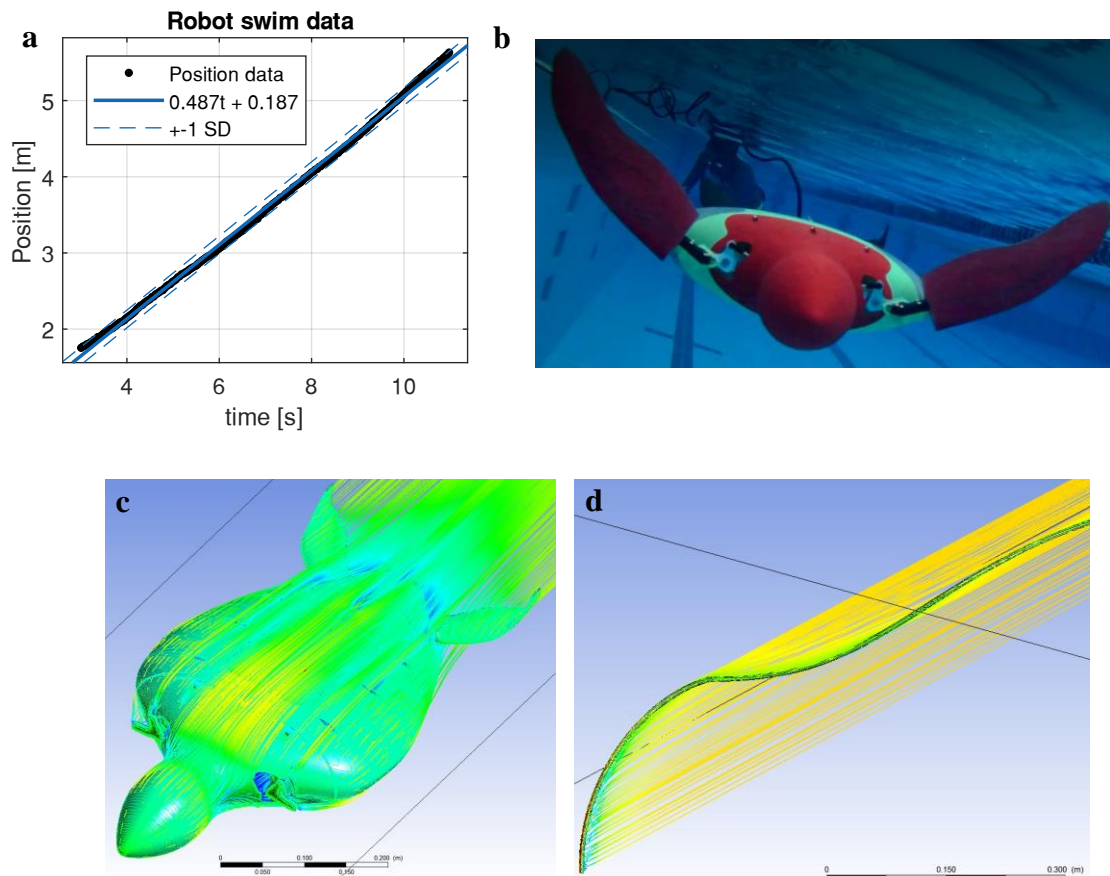 a
Robot swim data
Position data
0.487t + 0.187
+-1 SD
5
4
3
2
Position [m]
4 6 8 10
time [s]
b
c
0 0.100 0.200 (m)
0.050 0.150
d
0 0.150 0.300 (m)